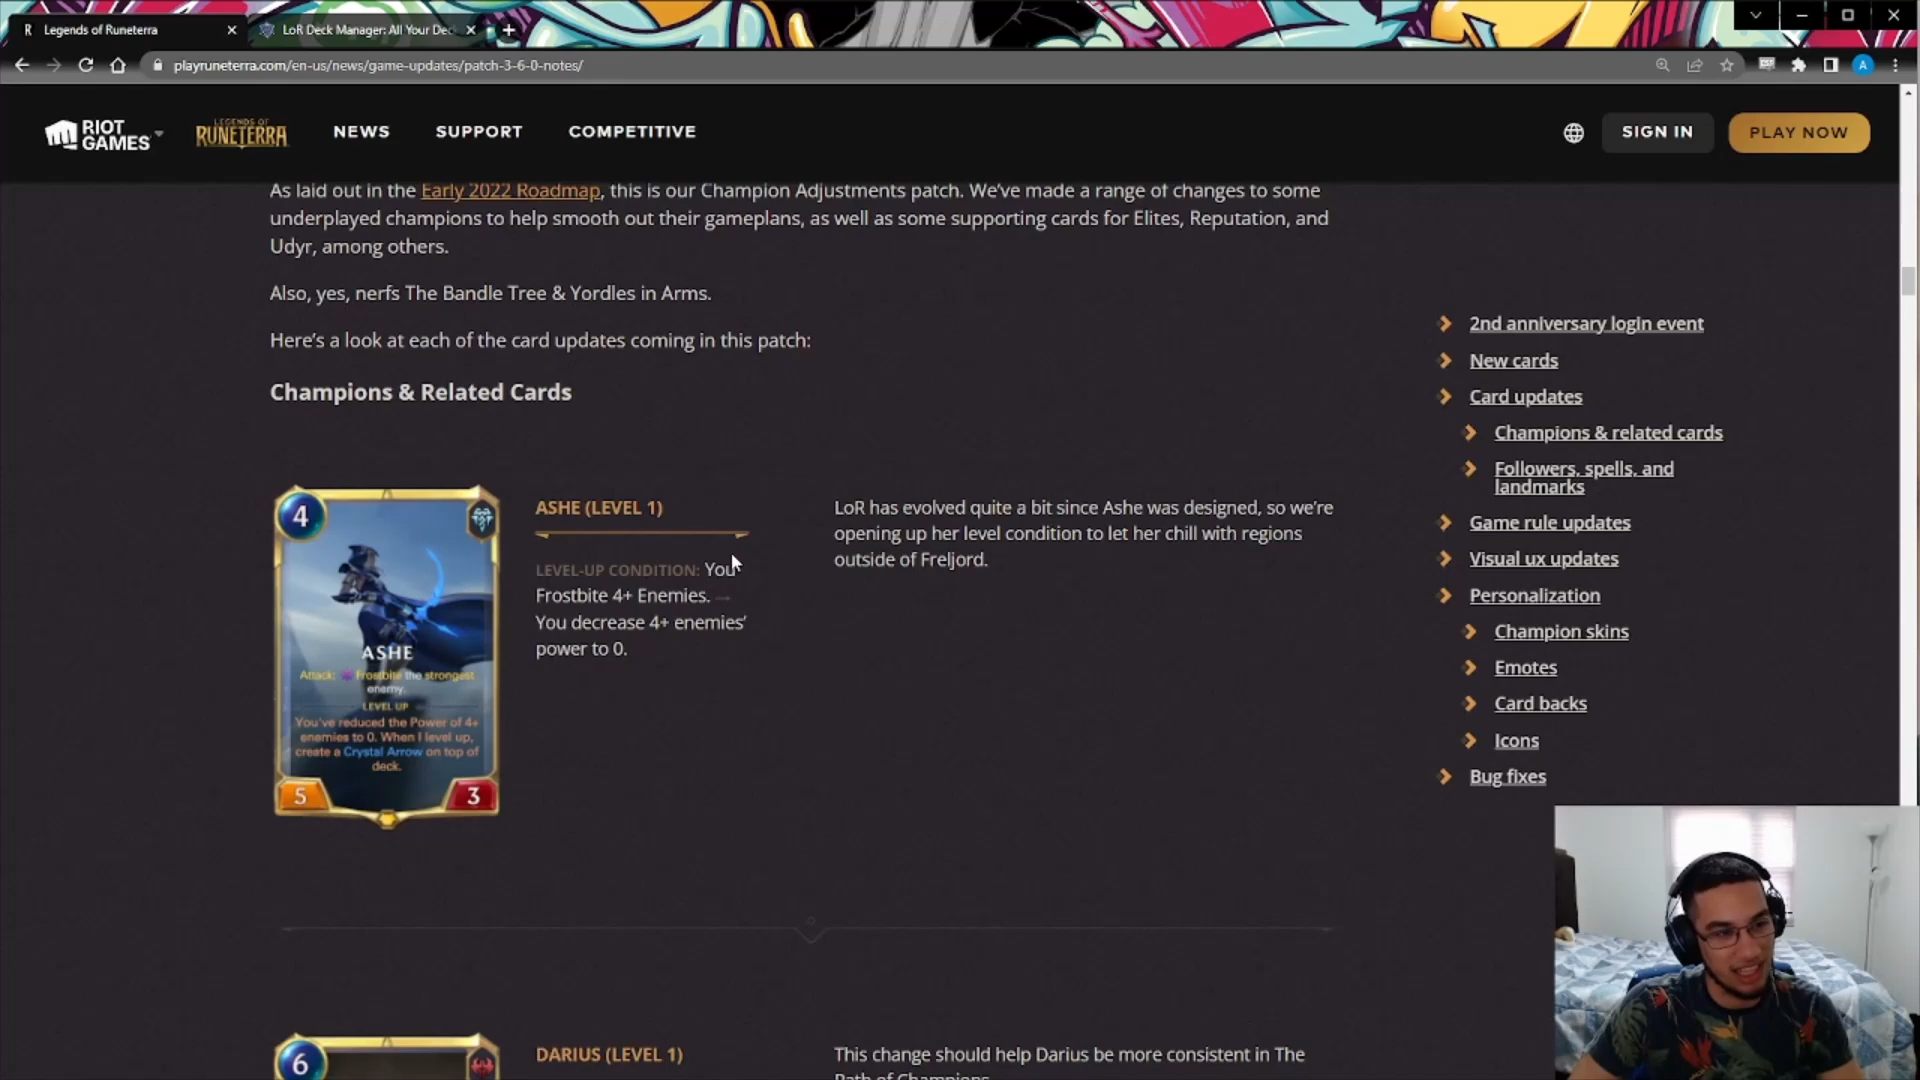 Legends of Runeterra
LoR Deck Manager: All Your Dec
playruneterra.com/en-us/news/game-updates/patch-3-6-0-notes/
A
RIOT GAMES
LEGENDS OF RUNETERRA
NEWS
SUPPORT
COMPETITIVE
SIGN IN
PLAY NOW
As laid out in the Early 2022 Roadmap, this is our Champion Adjustments patch. We've made a range of changes to some
underplayed champions to help smooth out their gameplans, as well as some supporting cards for Elites, Reputation, and
Udyr, among others.
Also, yes, nerfs The Bandle Tree & Yordles in Arms.
Here's a look at each of the card updates coming in this patch:
Champions & Related Cards
4
ASHE
Attack: Frostbite the strongest
enemy.
LEVEL UP
You've reduced the Power of 4+
enemies to 0. When I level up,
create a Crystal Arrow on top of
deck.
5
3
ASHE (LEVEL 1)
LEVEL-UP CONDITION: You
Frostbite 4+ Enemies. →
You decrease 4+ enemies'
power to 0.
LoR has evolved quite a bit since Ashe was designed, so we're
opening up her level condition to let her chill with regions
outside of Freljord.
2nd anniversary login event
New cards
Card updates
Champions & related cards
Followers, spells, and
landmarks
Game rule updates
Visual ux updates
Personalization
Champion skins
Emotes
Card backs
Icons
Bug fixes
6
DARIUS (LEVEL 1)
This change should help Darius be more consistent in The
Path of Champions